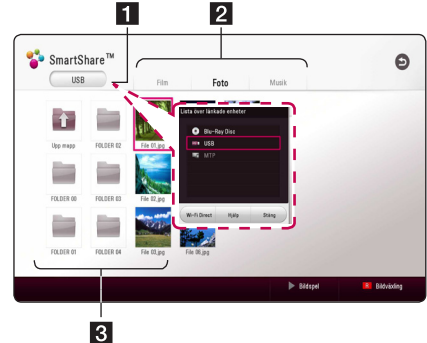 1
2
SmartShare™
USB
Film
Foto
Musik
Lista över länkade enheter
Blu-Ray Disc
USB
MTP
Wi-Fi Direct
Hjälp
Stäng
Upp mapp
FOLDER 02
File 01.jpg
FOLDER 00
FOLDER 03
File 02.jpg
FOLDER 01
FOLDER 04
File 03.jpg
File 06.jpg
Bildspel
R
Bildväxling
3